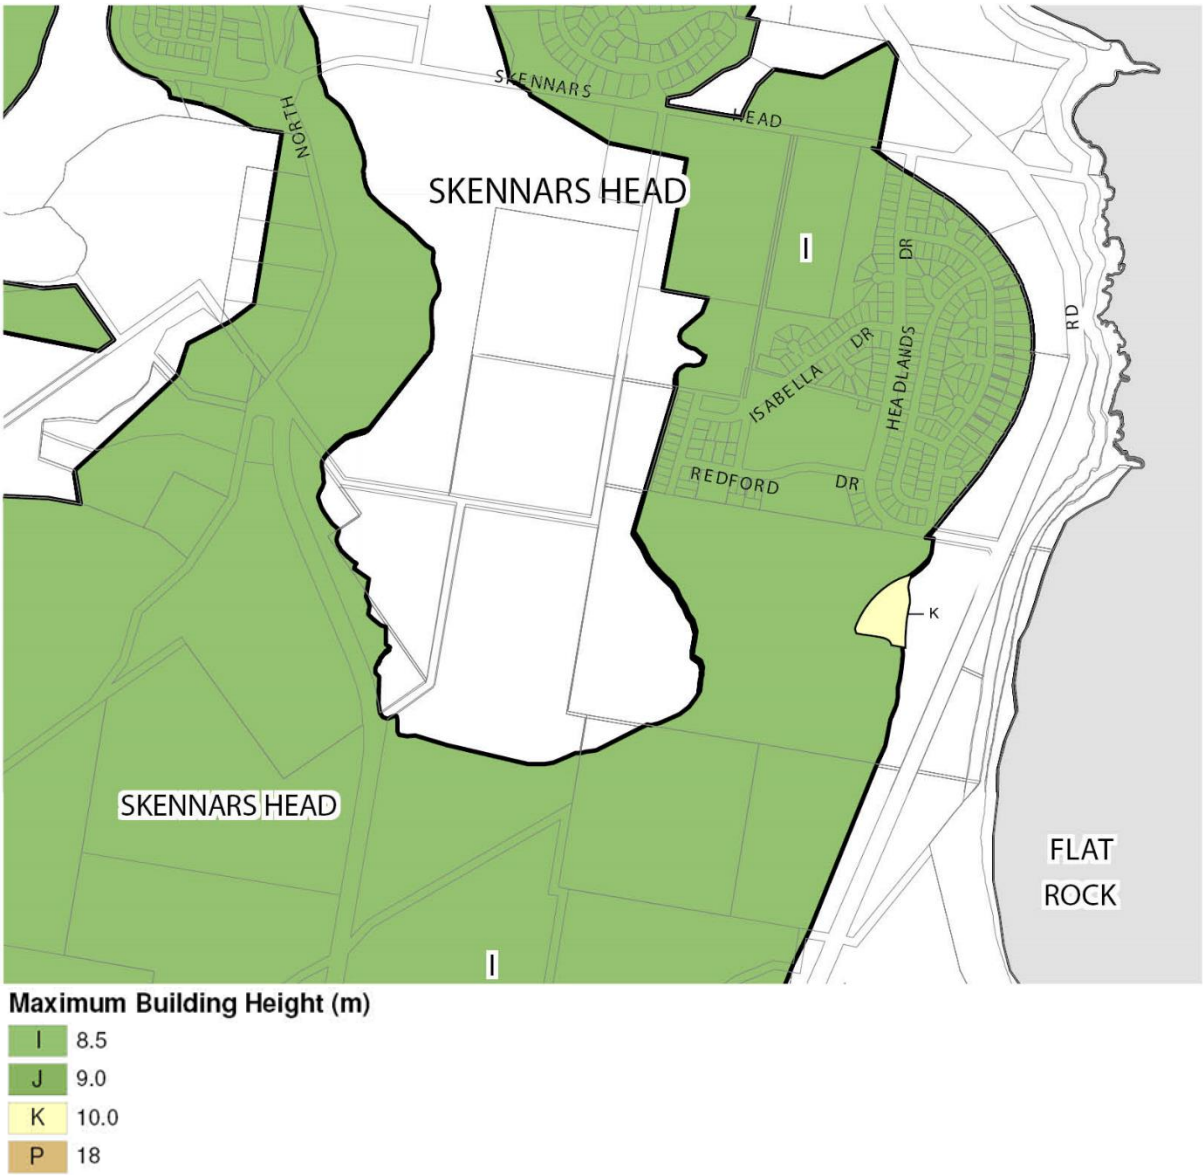 SKENNARS
HEAD
NORTH
SKENNARS HEAD
I
DR
RD
DR
ISABELLA
HEADLANDS
REDFORD
DR
K
SKENNARS HEAD
FLAT
ROCK
I
Maximum Building Height (m)
I 8.5
J 9.0
K 10.0
P 18